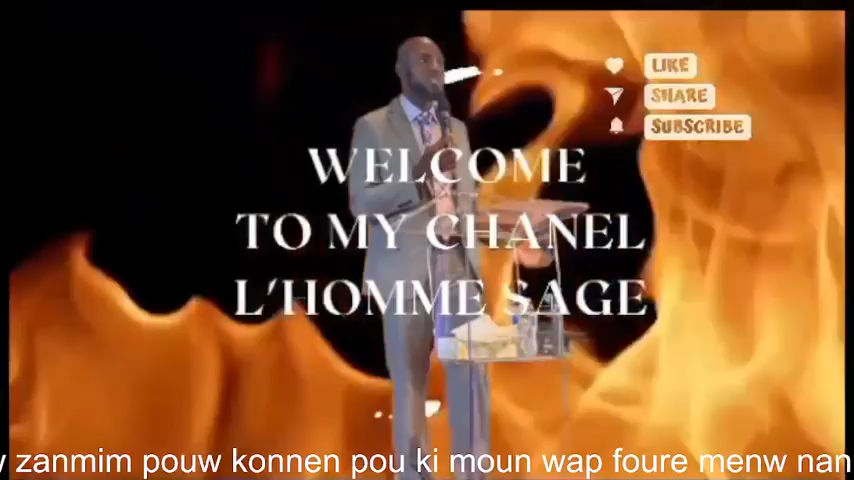 LIKE
SHARE
SUBSCRIBE
WELCOME
TO MY CHANEL
L'HOMME SAGE
zanmim pouw konnen pou ki moun wap foure menw nan